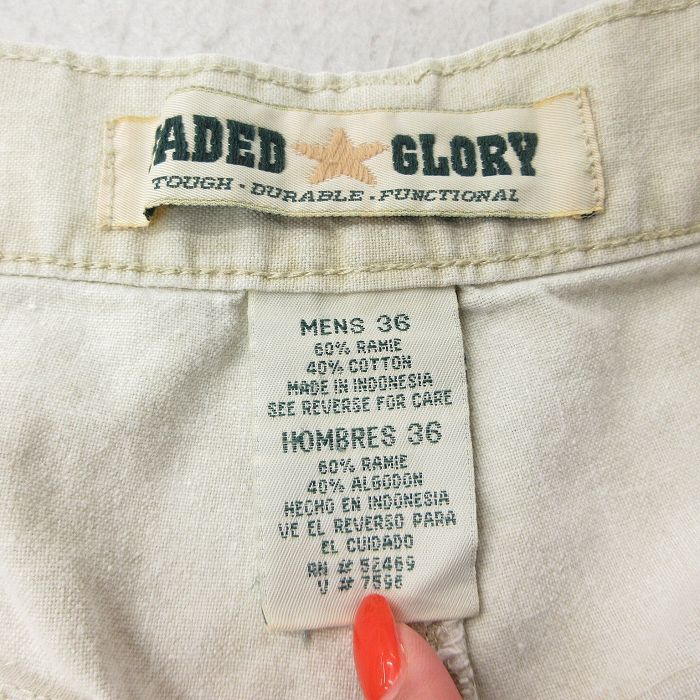 FADED GLORY
TOUGH · DURABLE · FUNCTIONAL
MENS 36
60% RAMIE
40% COTTON
MADE IN INDONESIA
SEE REVERSE FOR CARE
HOMBRES 36
60% RAMIE
40% ALGODON
HECHO EN INDONESIA
VE EL REVERSO PARA
EL CUIDADO
RN # 52469
V # 7596